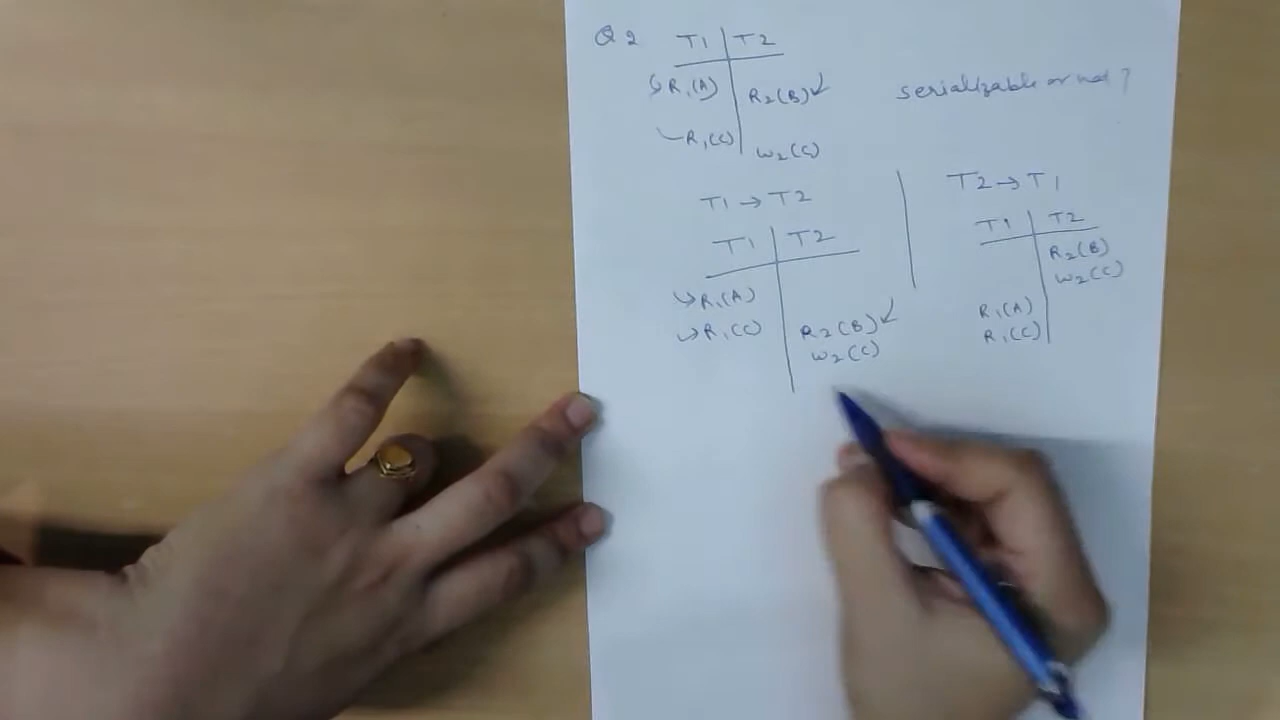 Q2 T1 T2
R1(A) R2(B) serializable or not?
R1(C) W2(C)
T1 → T2
T1 T2
R1(A)
R1(C) R2(B)
W2(C)
T2 → T1
T1 T2
R2(B)
W2(C)
R1(A)
R1(C)